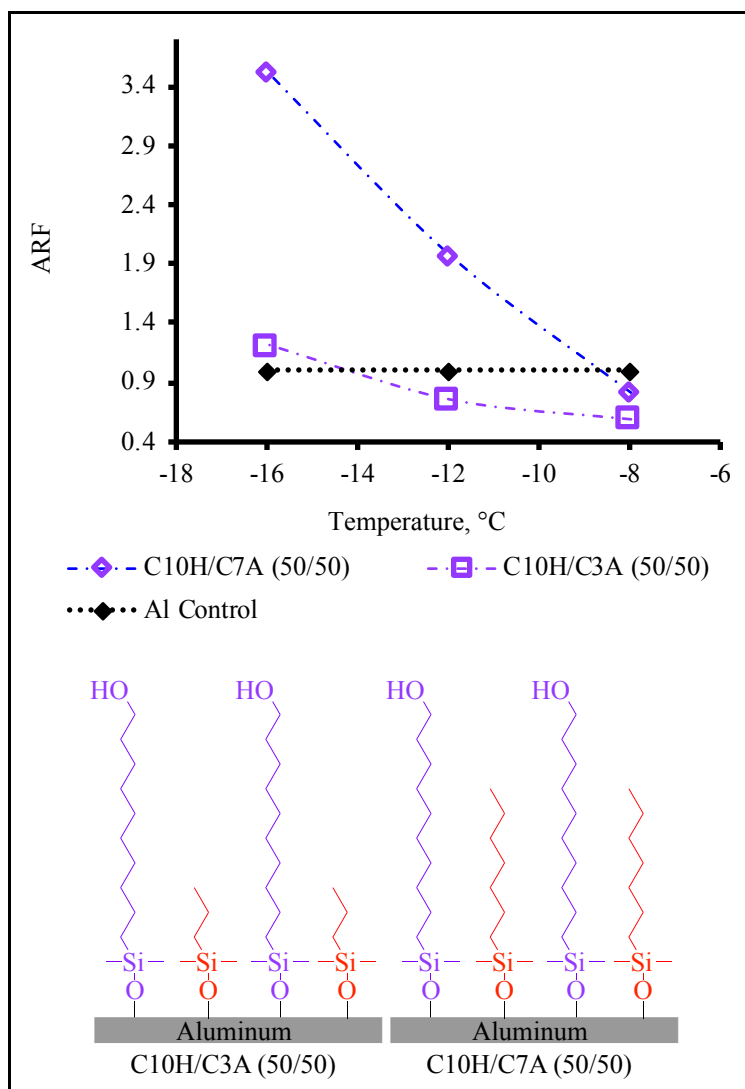 3.4
2.9
2.4
1.9
1.4
0.9
0.4
ARF
-18 -16 -14 -12 -10 -8 -6
Temperature, °C
C10H/C7A (50/50) C10H/C3A (50/50)
Al Control
HO HO HO HO
Si Si Si Si Si Si Si Si
O O O O O O O O
Aluminum Aluminum
C10H/C3A (50/50) C10H/C7A (50/50)